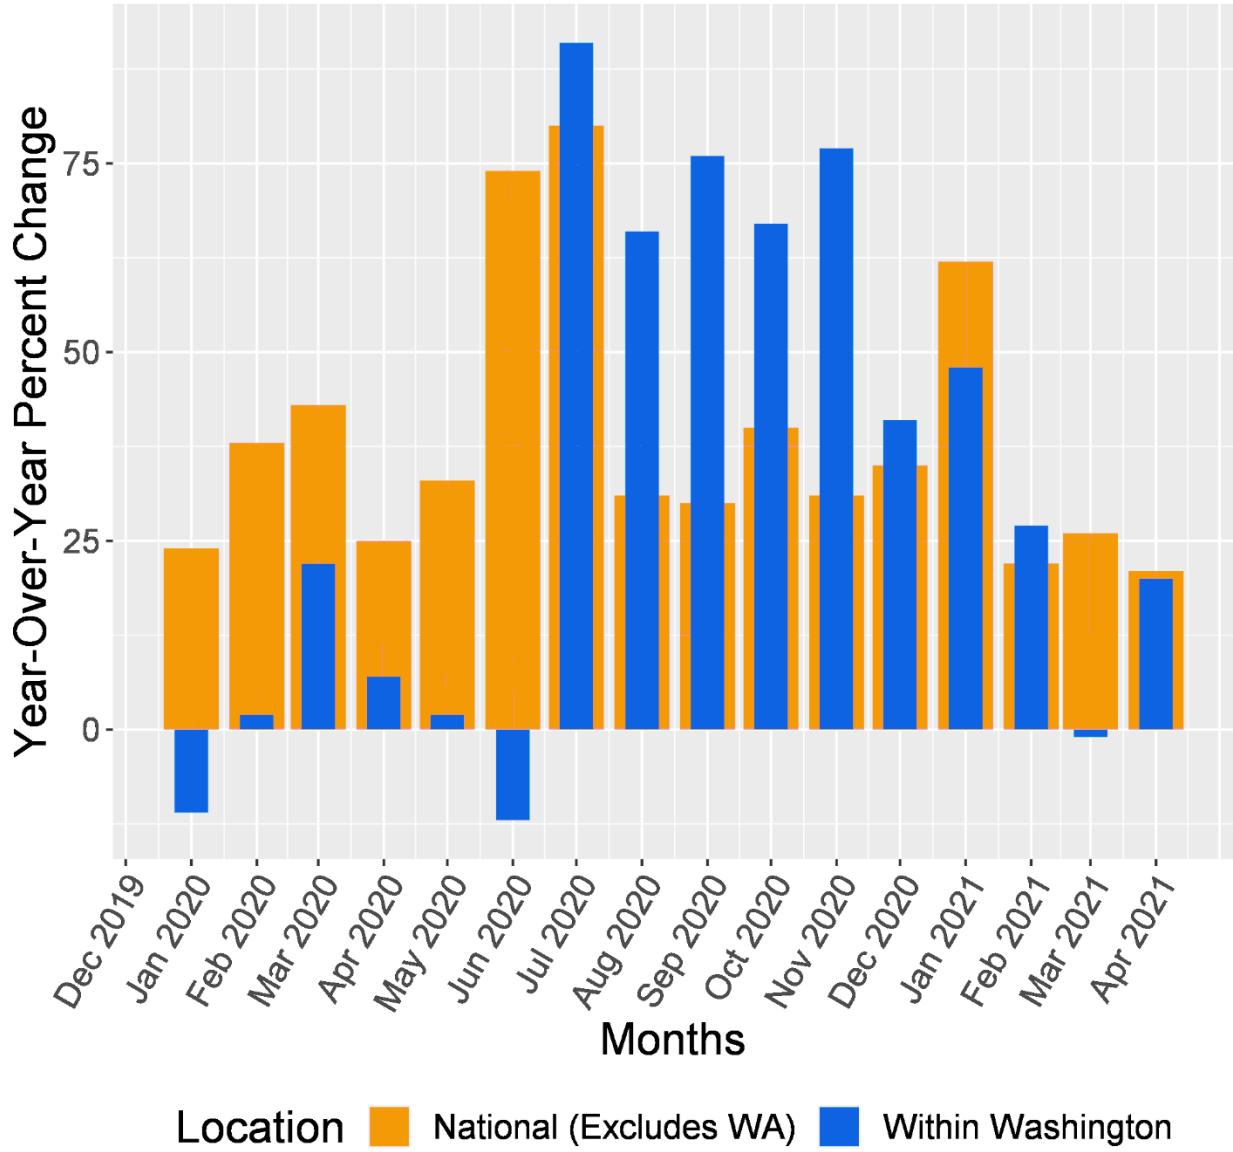 Year-Over-Year Percent Change
75
50
25
0
Dec 2019
Jan 2020
Feb 2020
Mar 2020
Apr 2020
May 2020
Jun 2020
Jul 2020
Aug 2020
Sep 2020
Oct 2020
Nov 2020
Dec 2020
Jan 2021
Feb 2021
Mar 2021
Apr 2021
Months
Location National (Excludes WA) Within Washington